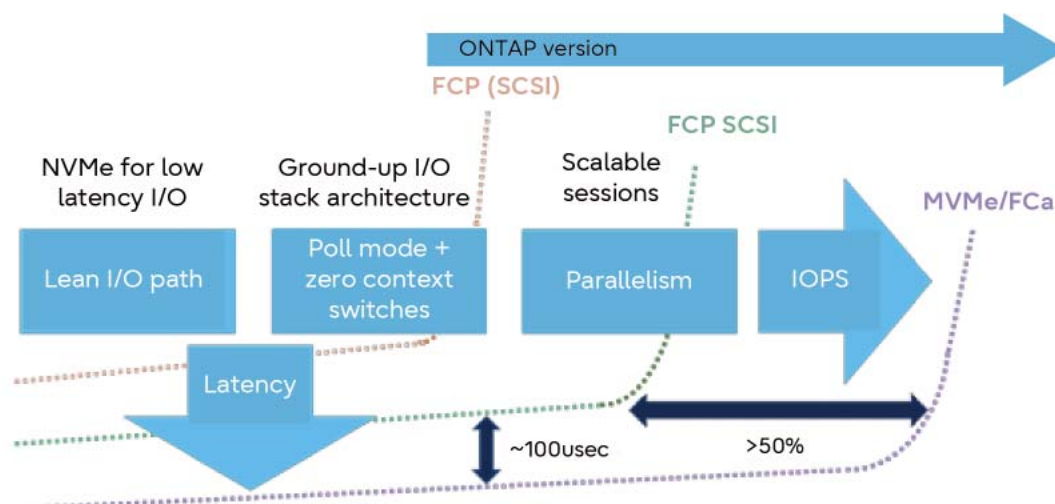 ONTAP version
FCP (SCSI)
FCP SCSI
NVMe for low
latency I/O
Ground-up I/O
stack architecture
Scalable
sessions
MVMe/FCa
Lean I/O path
Poll mode +
zero context
switches
Parallelism
IOPS
Latency
~100usec
>50%